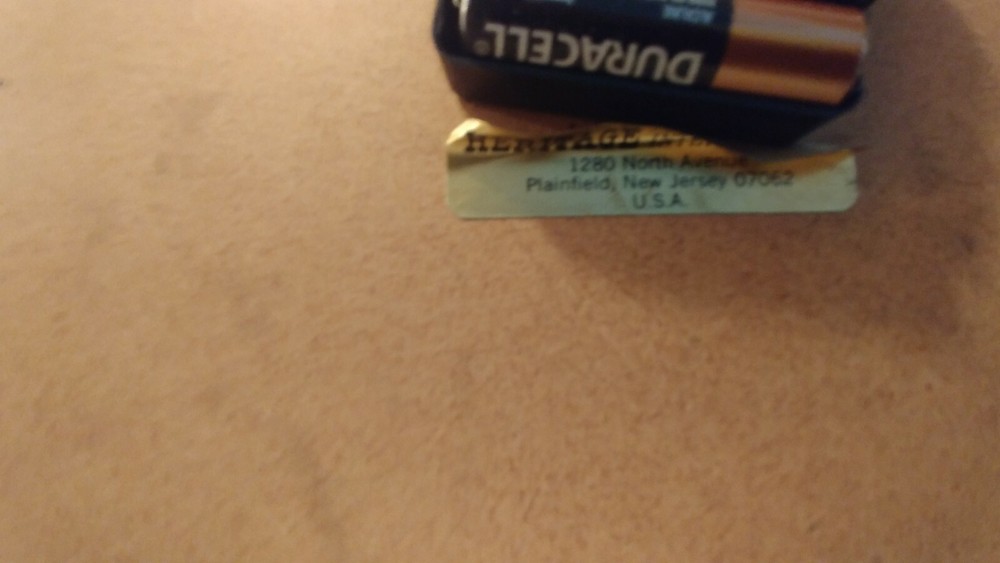 DURACELL®
HERITAGE
1280 North Avenue
Plainfield, New Jersey 07062
U.S.A.